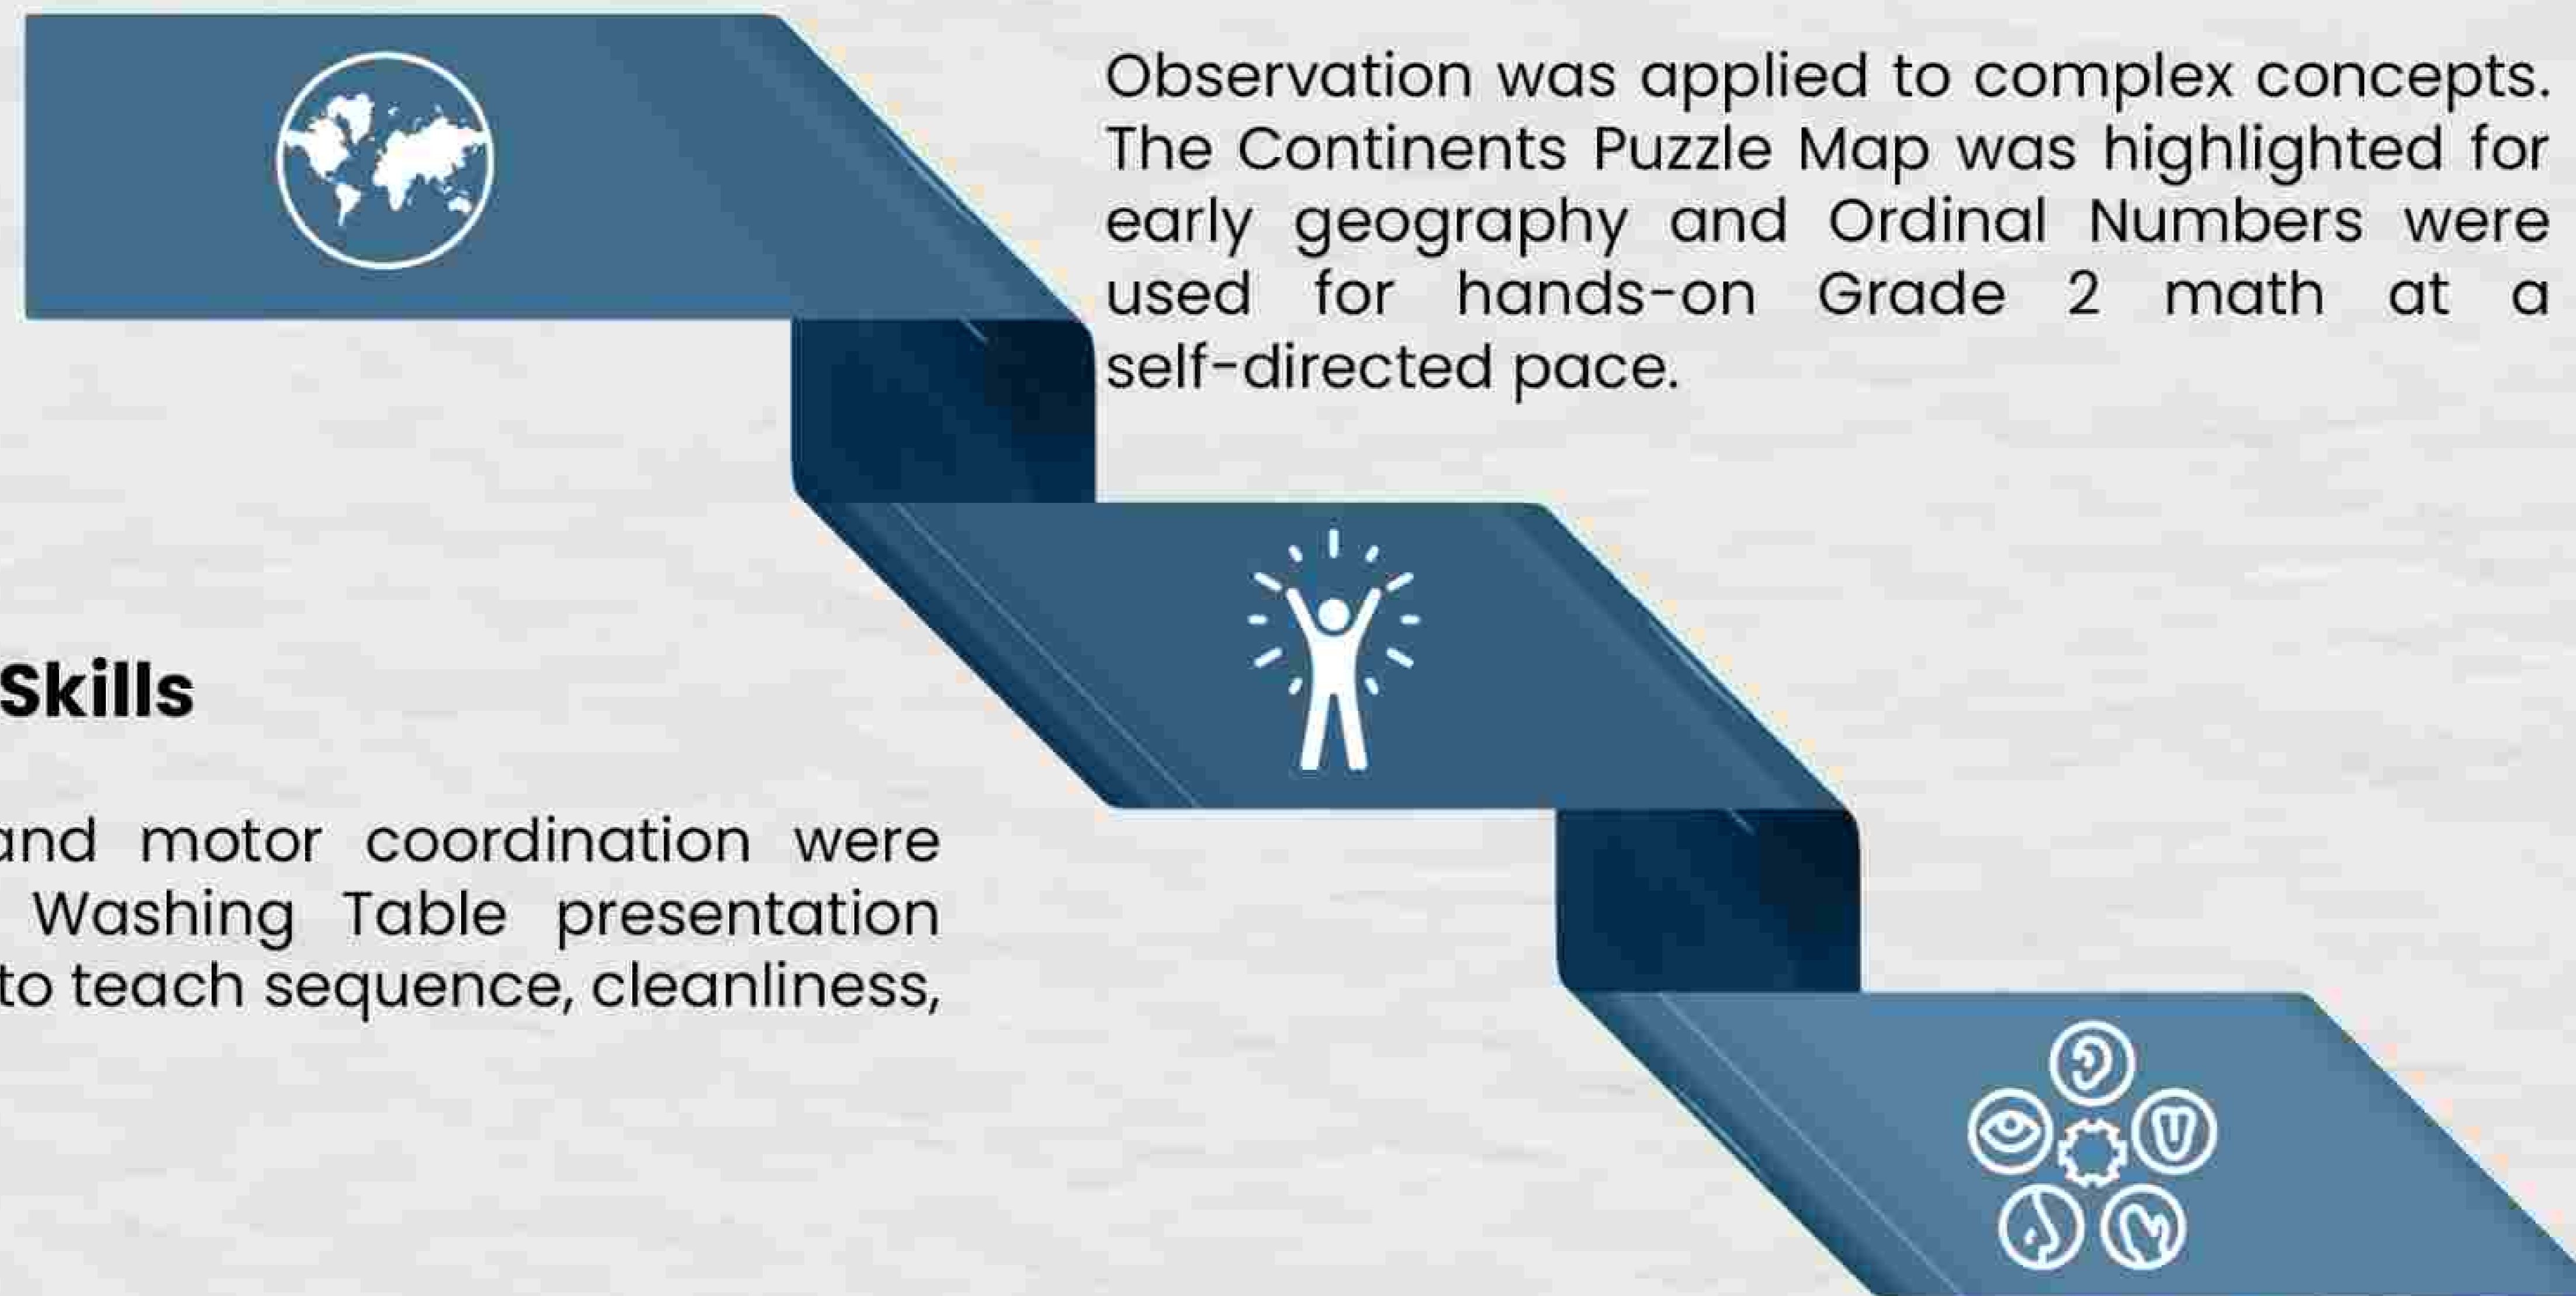 Observation was applied to complex concepts.
The Continents Puzzle Map was highlighted for
early geography and Ordinal Numbers were
used for hands-on Grade 2 math at a
self-directed pace.
Skills
and motor coordination were
Washing Table presentation
to teach sequence, cleanliness,